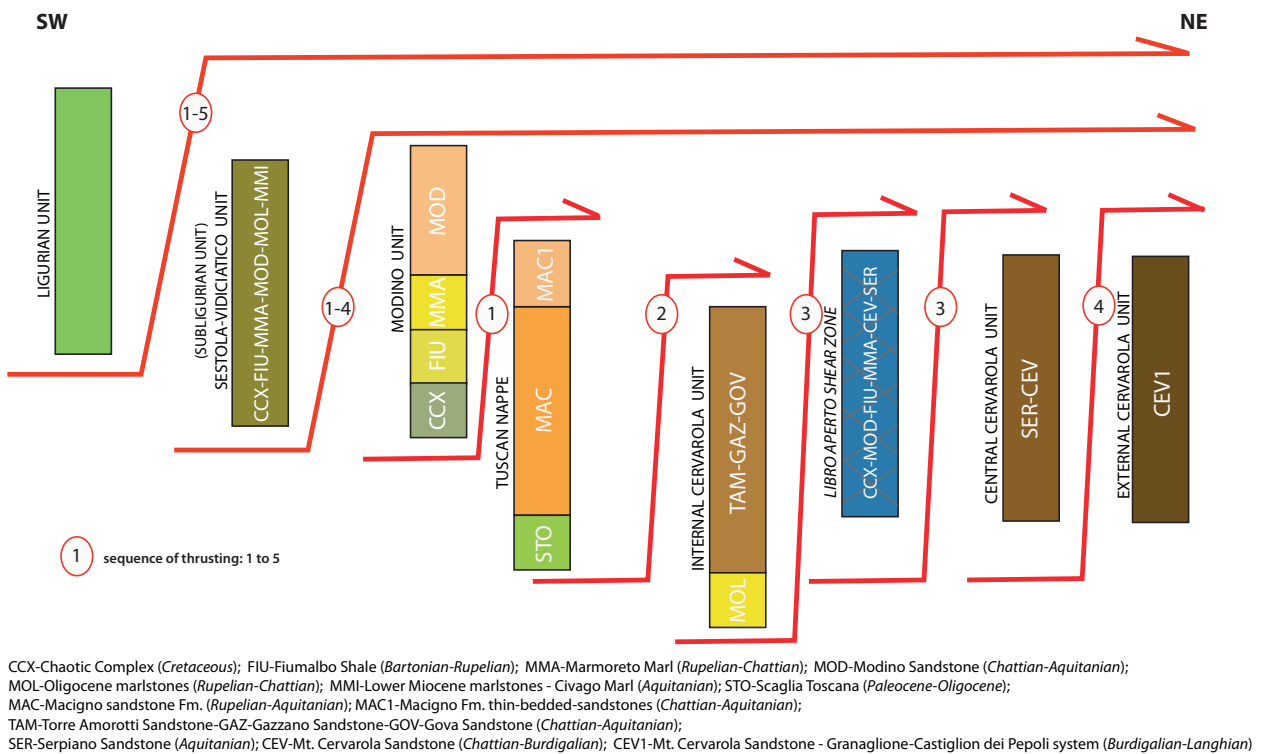 SW
NE
1-5
LIGURIAN UNIT
(SUBLIGURIAN UNIT)
SESTOLA-VIDICIATICO UNIT
CCX-FIU-MMA-MOD-MOL-MMI
1-4
MODINO UNIT
MOD
MMA
FIU
CCX
1
TUSCAN NAPPE
MAC1
MAC
STO
2
INTERNAL CERVAROLA UNIT
TAM-GAZ-GOV
MOL
3
LIBRO APERTO SHEAR ZONE
CCX-MOD-FIU-MMA-CEV-SER
3
CENTRAL CERVAROLA UNIT
SER-CEV
4
EXTERNAL CERVAROLA UNIT
CEV1
1 sequence of thrusting: 1 to 5
CCX-Chaotic Complex (Cretaceous); FIU-Fiumalbo Shale (Bartonian-Rupelian); MMA-Marmoreto Marl (Rupelian-Chattian); MOD-Modino Sandstone (Chattian-Aquitanian);
MOL-Oligocene marlstones (Rupelian-Chattian); MMI-Lower Miocene marlstones - Civago Marl (Aquitanian); STO-Scaglia Toscana (Paleocene-Oligocene);
MAC-Macigno sandstone Fm. (Rupelian-Aquitanian); MAC1-Macigno Fm. thin-bedded-sandstones (Chattian-Aquitanian);
TAM-Torre Amorotti Sandstone-GAZ-Gazzano Sandstone-GOV-Gova Sandstone (Chattian-Aquitanian);
SER-Serpiano Sandstone (Aquitanian); CEV-Mt. Cervarola Sandstone (Chattian-Burdigalian); CEV1-Mt. Cervarola Sandstone - Granaglione-Castiglion dei Pepoli system (Burdigalian-Langhian)